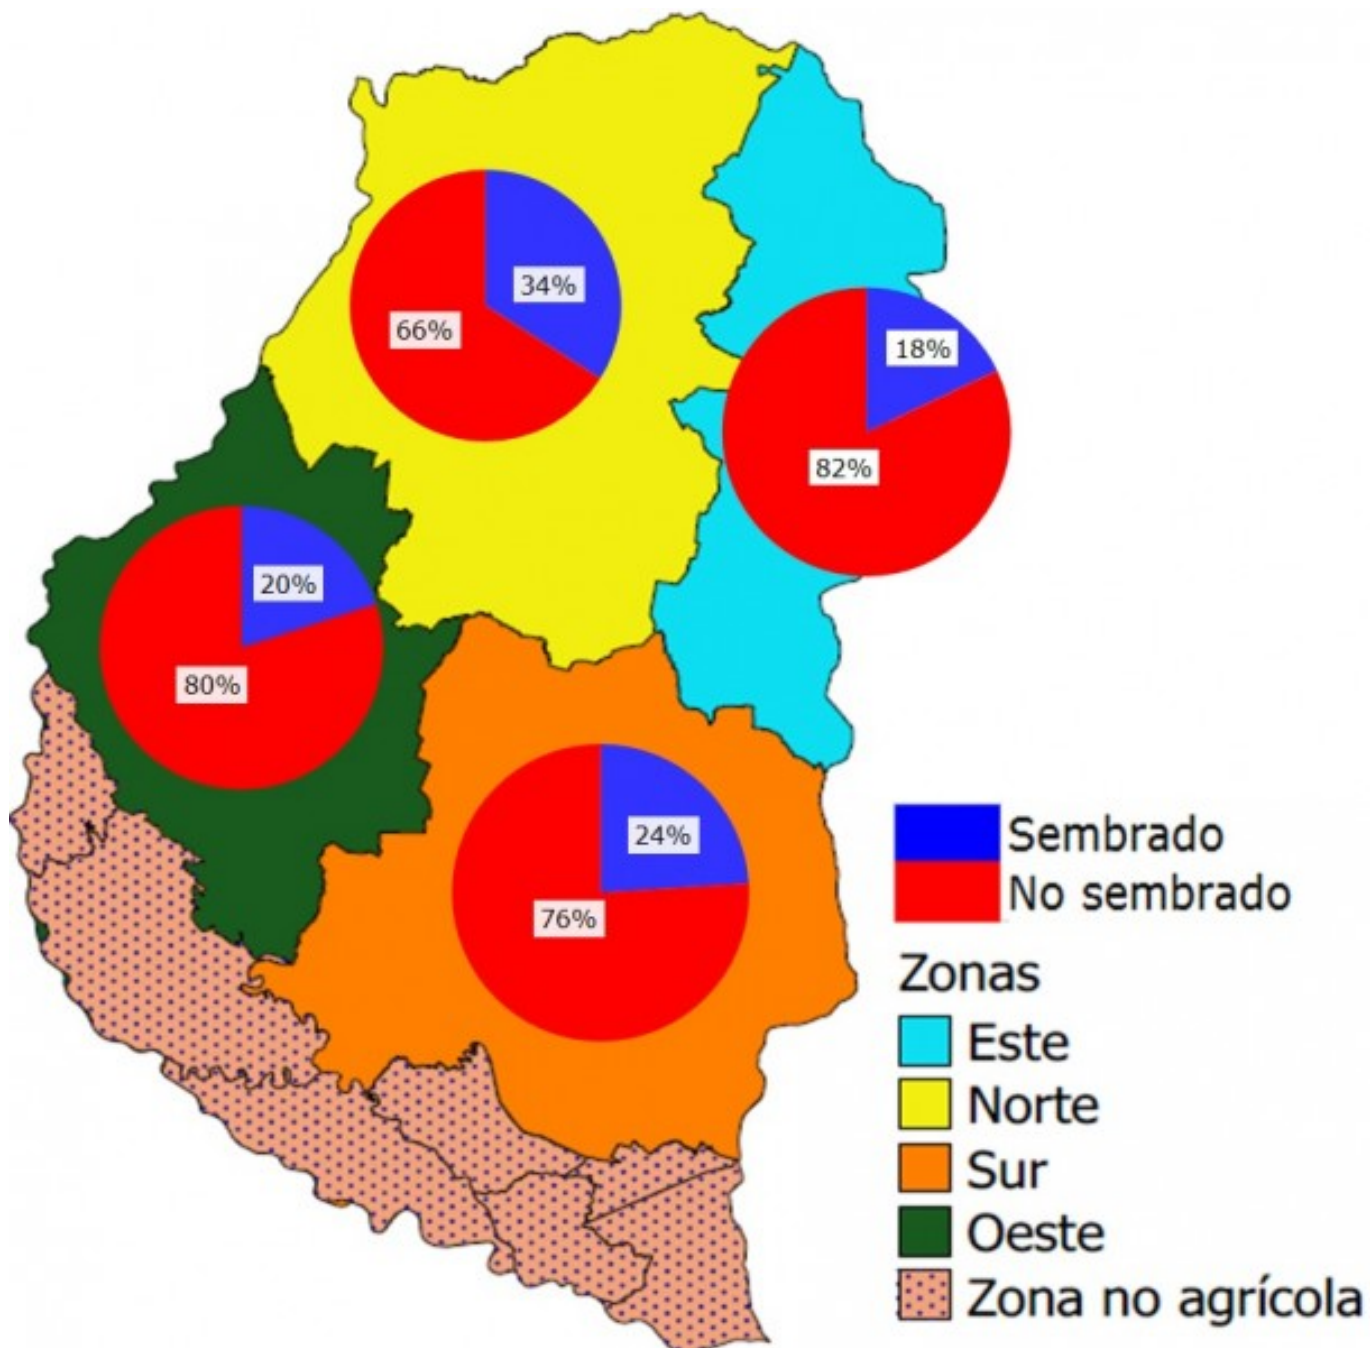 34%
66%
18%
82%
20%
80%
24%
76%
Sembrado
No sembrado
Zonas
Este
Norte
Sur
Oeste
Zona no agrícola